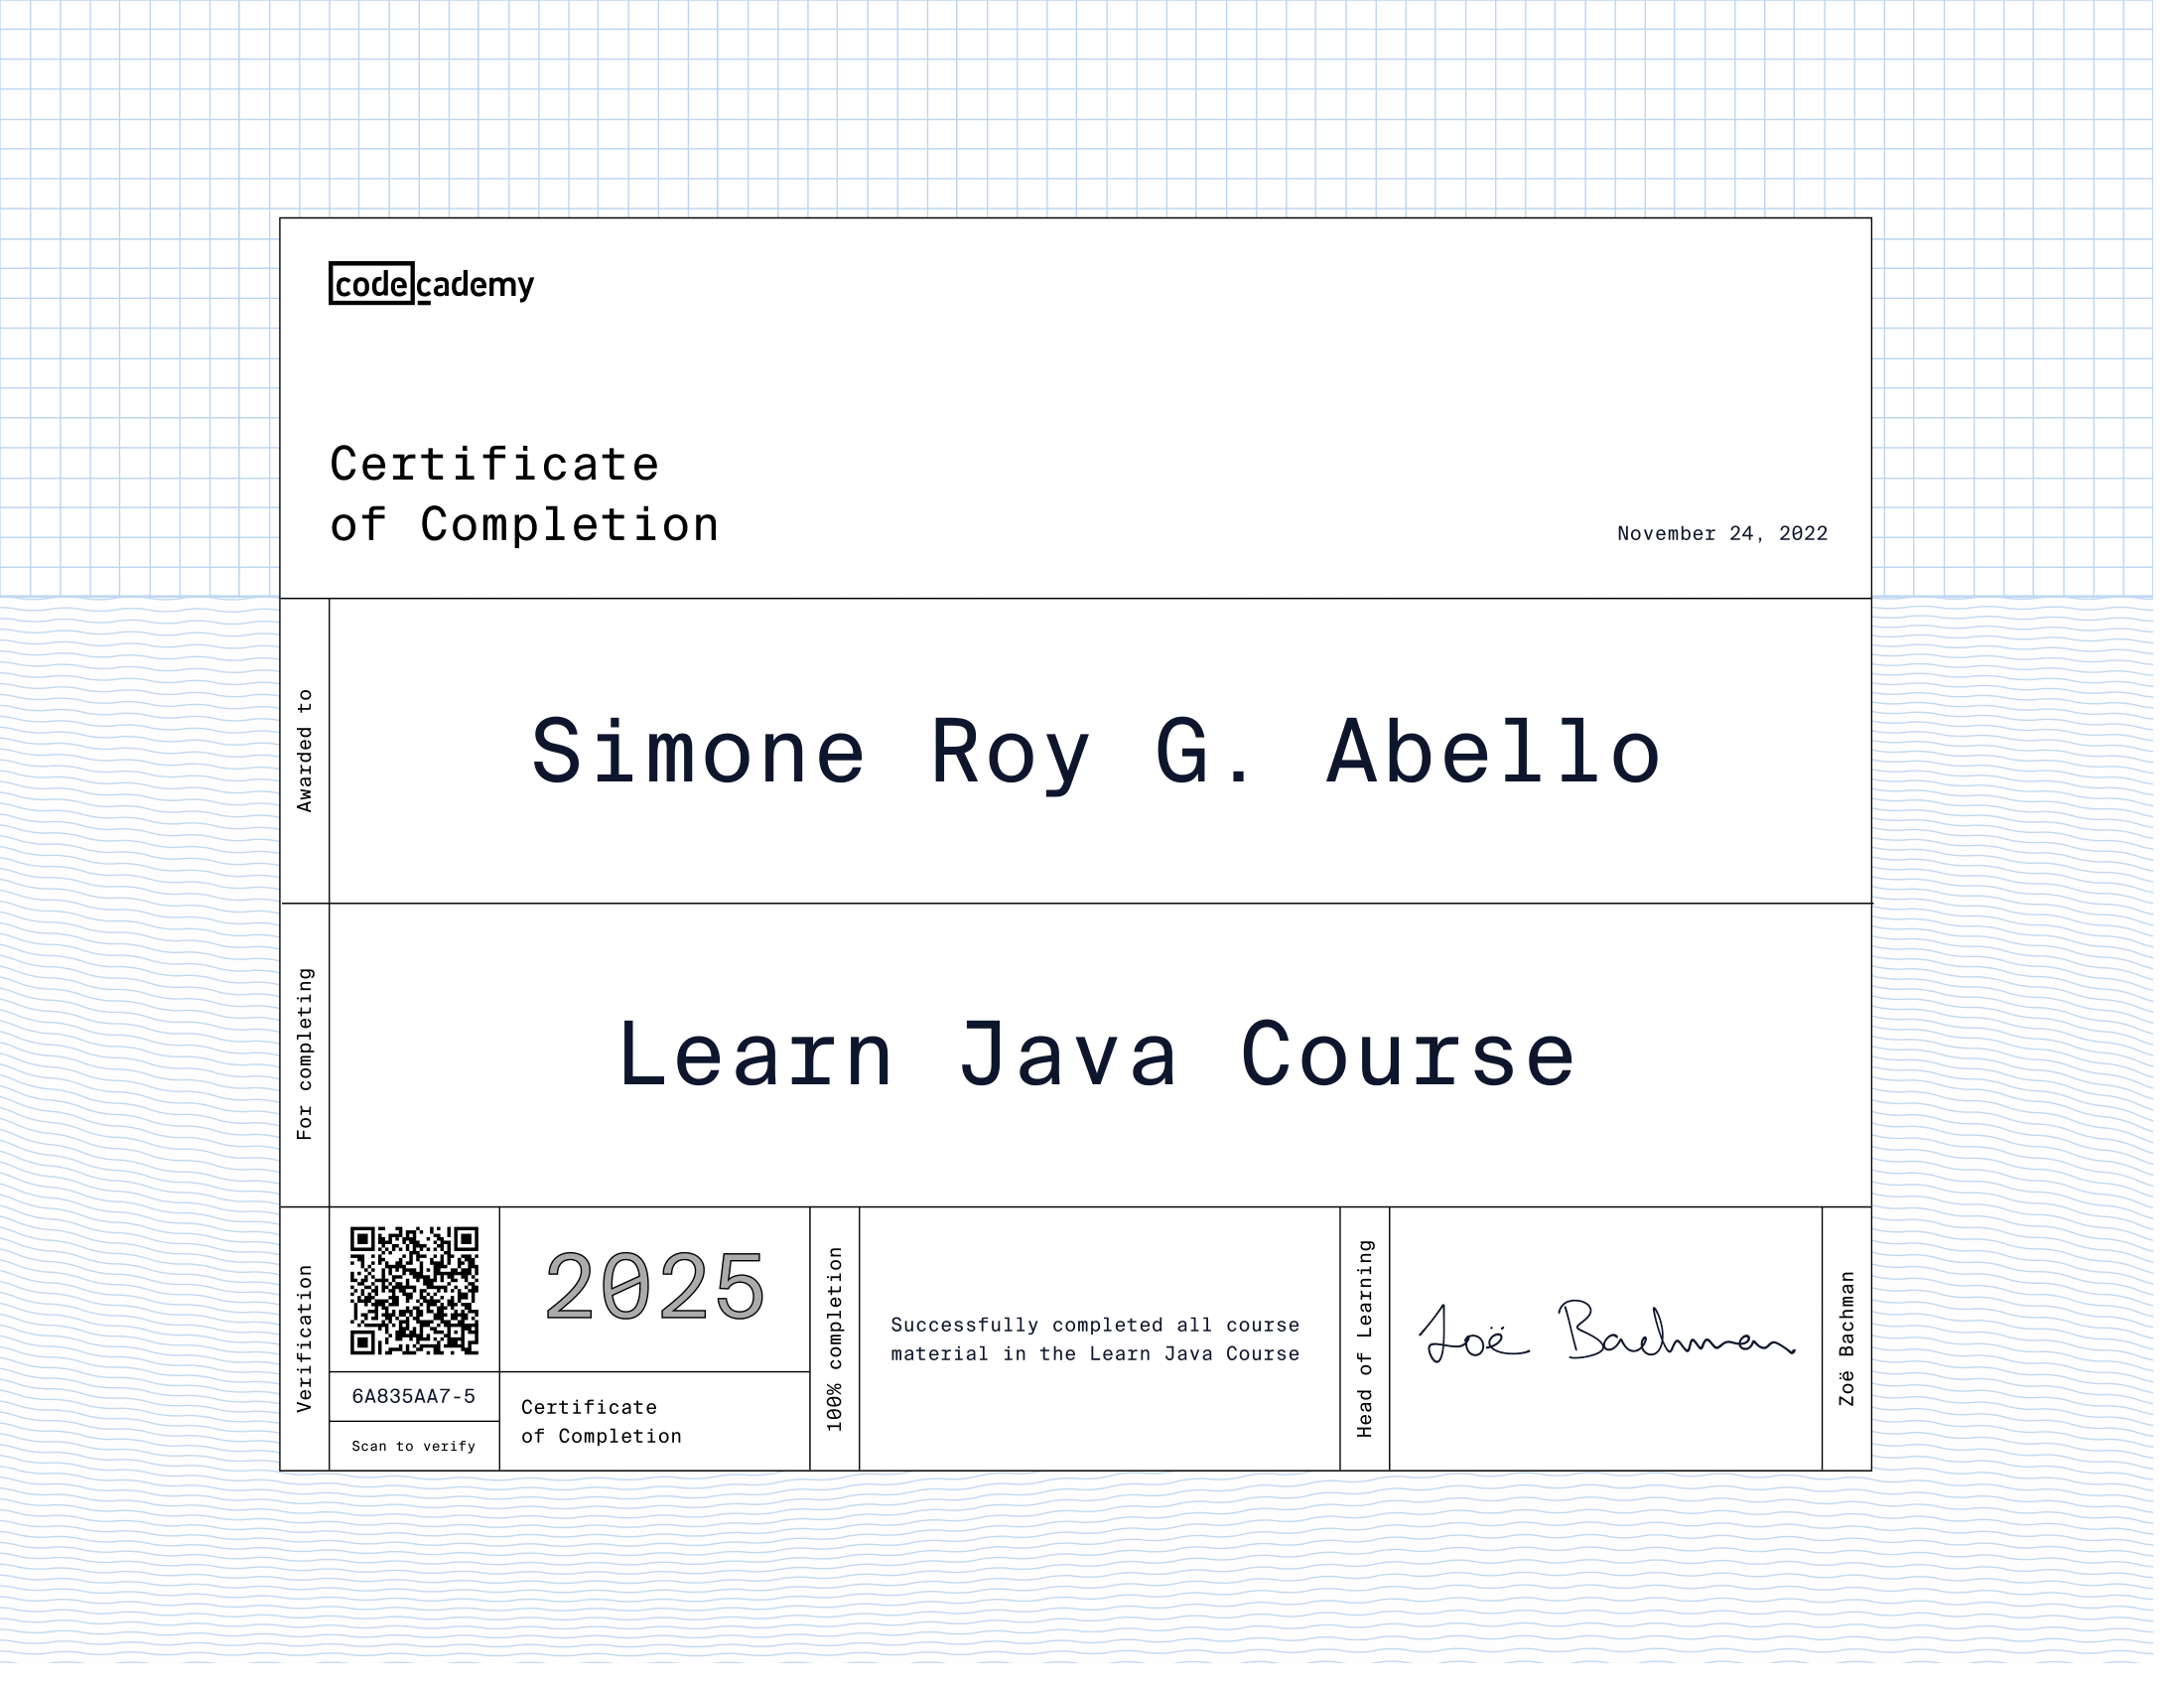 codecademy
Certificate
of Completion
November 24, 2022
Awarded to
Simone Roy G. Abello
For completing
Learn Java Course
Verification
6A835AA7-5
Scan to verify
2025
Certificate
of Completion
100% completion
Successfully completed all course
material in the Learn Java Course
Head of Learning
Zoë Bachman
Zoë Bachman